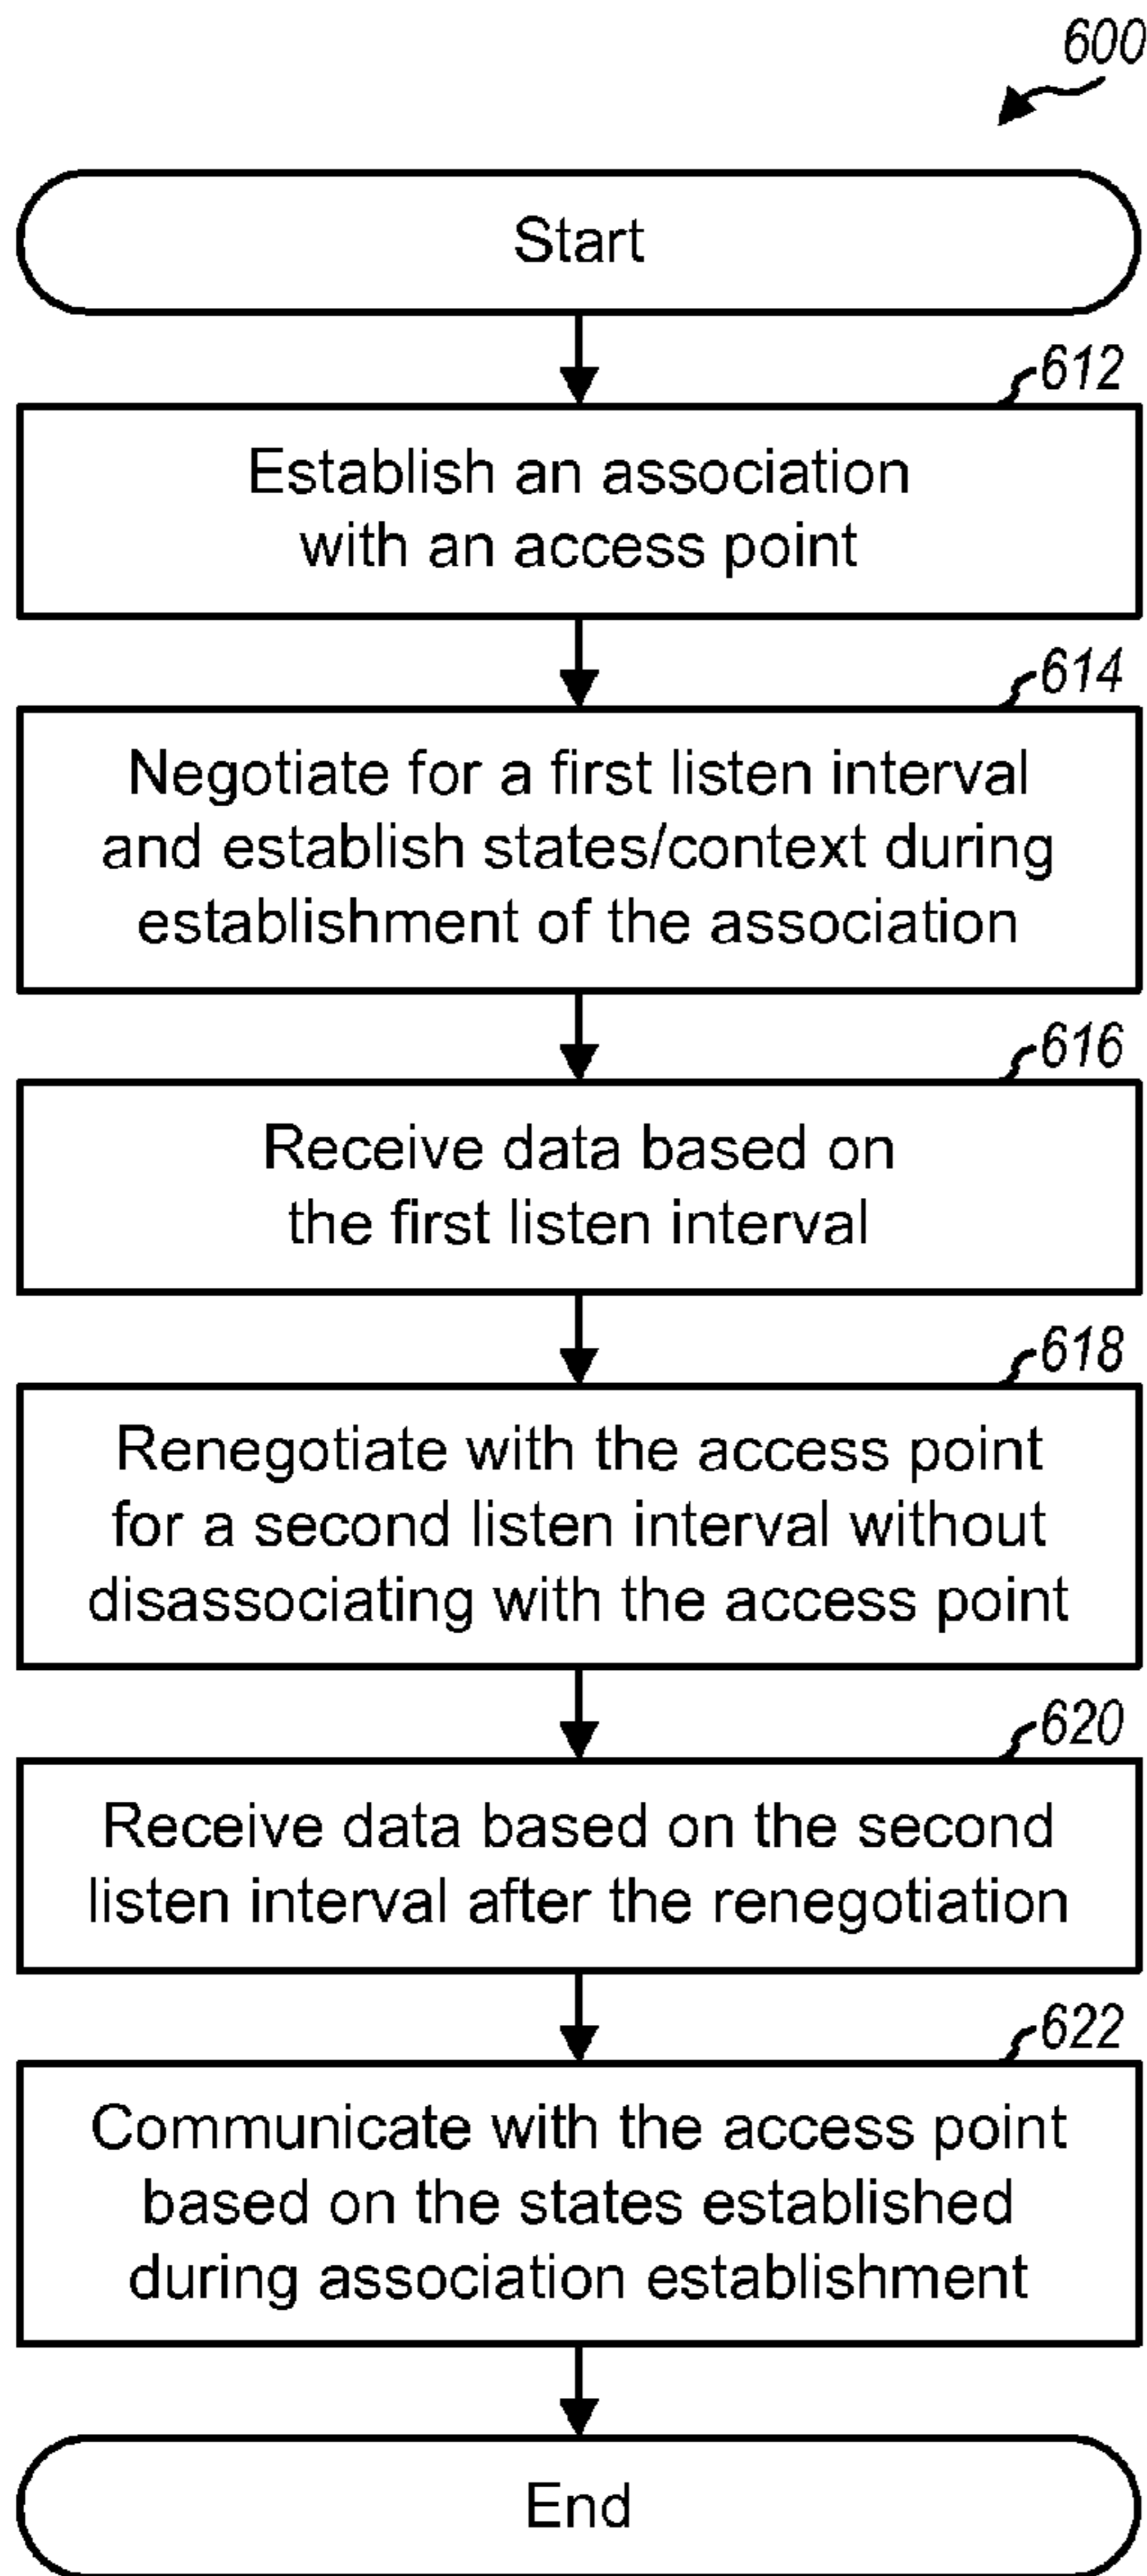 600
Start
612
Establish an association
with an access point
614
Negotiate for a first listen interval
and establish states/context during
establishment of the association
616
Receive data based on
the first listen interval
618
Renegotiate with the access point
for a second listen interval without
disassociating with the access point
620
Receive data based on the second
listen interval after the renegotiation
622
Communicate with the access point
based on the states established
during association establishment
End